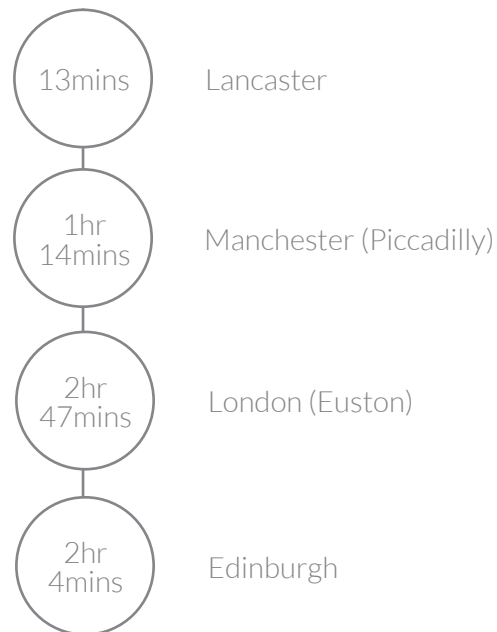 13mins
Lancaster
1hr
14mins
Manchester (Piccadilly)
2hr
47mins
London (Euston)
2hr
4mins
Edinburgh